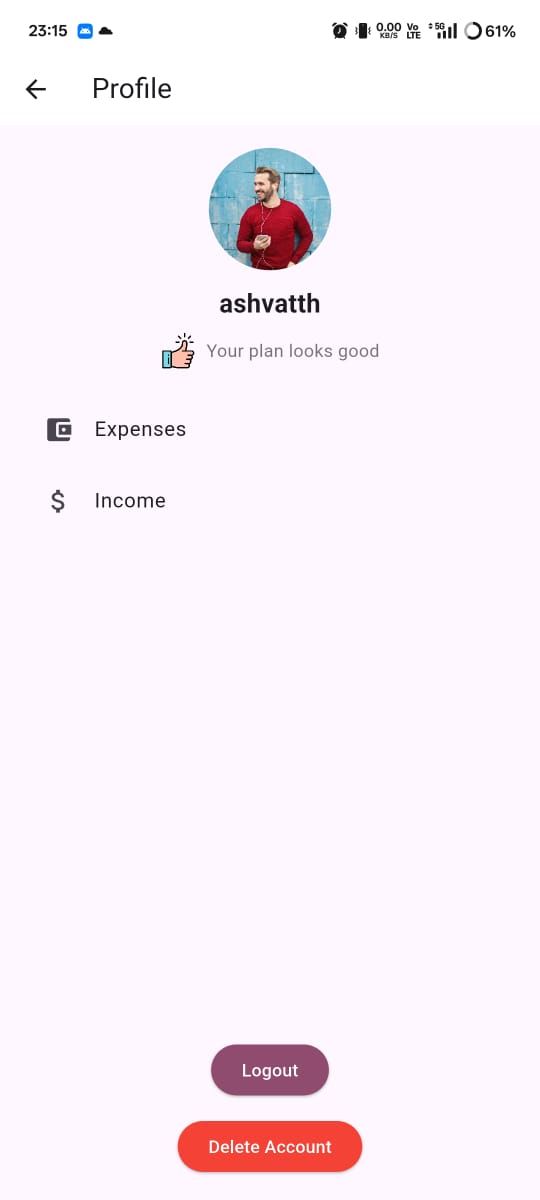 23:15 0.00 KB/S Vo LTE 5G 61%
Profile
ashvatth
Your plan looks good
Expenses
$ Income
Logout
Delete Account